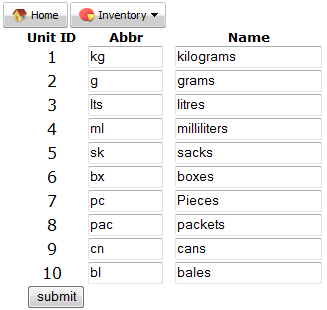 Home Inventory
Unit ID Abbr Name
1 kg kilograms
2 g grams
3 lts litres
4 ml milliliters
5 sk sacks
6 bx boxes
7 pc Pieces
8 pac packets
9 cn cans
10 bl bales
submit